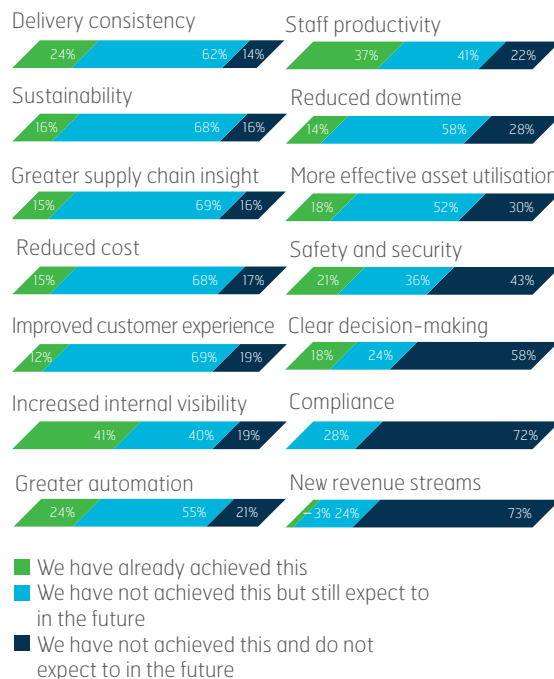 Delivery consistency
24% 62% 14%
Sustainability
16% 68% 16%
Greater supply chain insight
15% 69% 16%
Reduced cost
15% 68% 17%
Improved customer experience
12% 69% 19%
Increased internal visibility
41% 40% 19%
Greater automation
24% 55% 21%
Staff productivity
37% 41% 22%
Reduced downtime
14% 58% 28%
More effective asset utilisation
18% 52% 30%
Safety and security
21% 36% 43%
Clear decision-making
18% 24% 58%
Compliance
28% 72%
New revenue streams
3% 24% 73%
We have already achieved this
We have not achieved this but still expect to
in the future
We have not achieved this and do not
expect to in the future